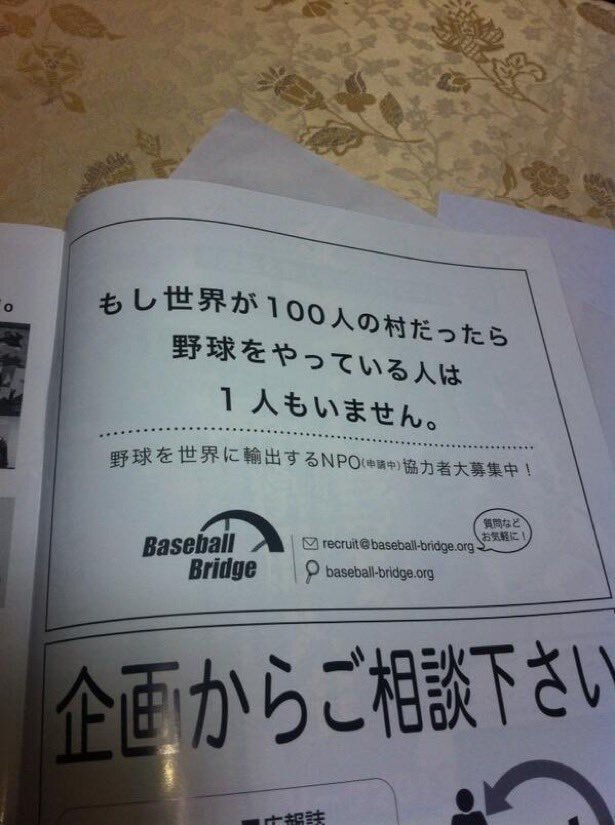 もし世界が100人の村だったら
野球をやっている人は
1人もいません。
野球を世界に輸出するNPO(申請中)協力者大募集中！
Baseball
Bridge
recruit@baseball-bridge.org
質問など
お気軽に！
baseball-bridge.org
企画からご相談下さい
広報誌